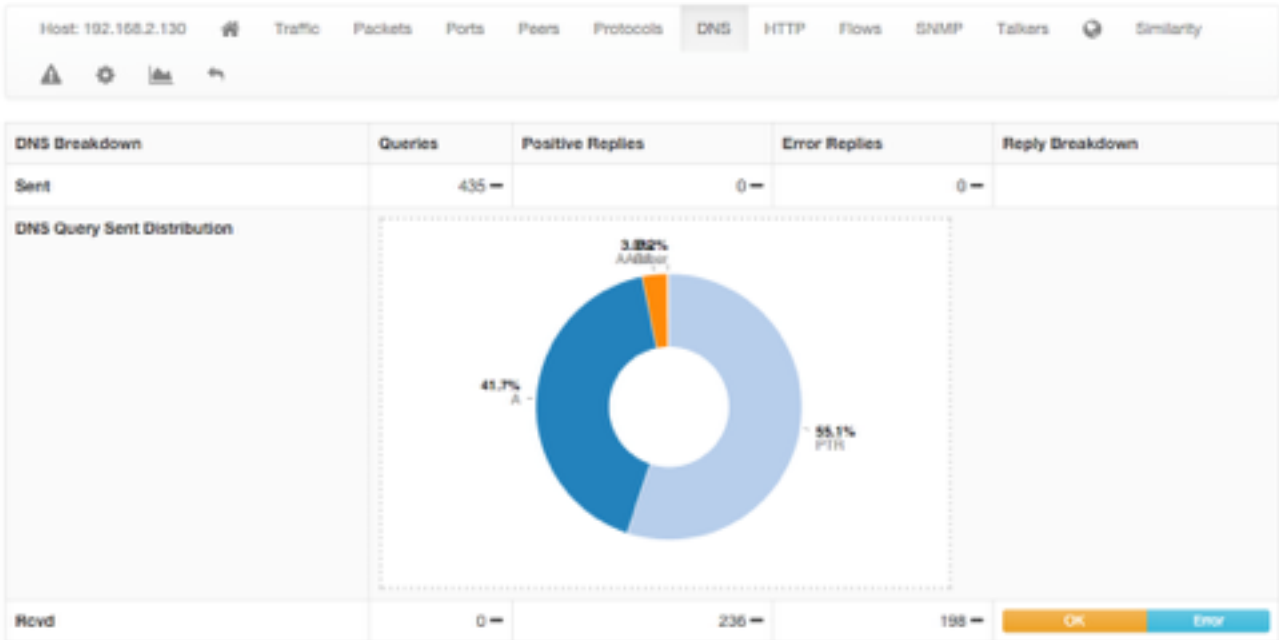 Host: 192.168.2.130 Traffic Packets Ports Peers Protocols DNS HTTP Flows SNMP Talkers Similarity
DNS Breakdown Queries Positive Replies Error Replies Reply Breakdown
Sent 435 0 0
DNS Query Sent Distribution
41.7%
A
55.1%
PTR
Rcvd 0 236 198 OK Error